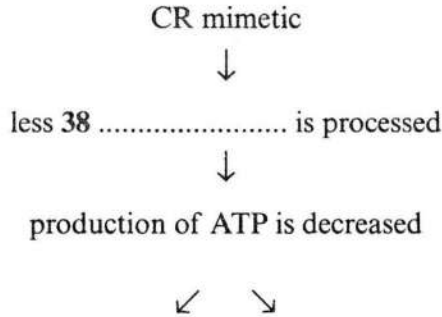 CR mimetic
↓
less 38 ........................ is processed
↓
production of ATP is decreased
↙ ↘